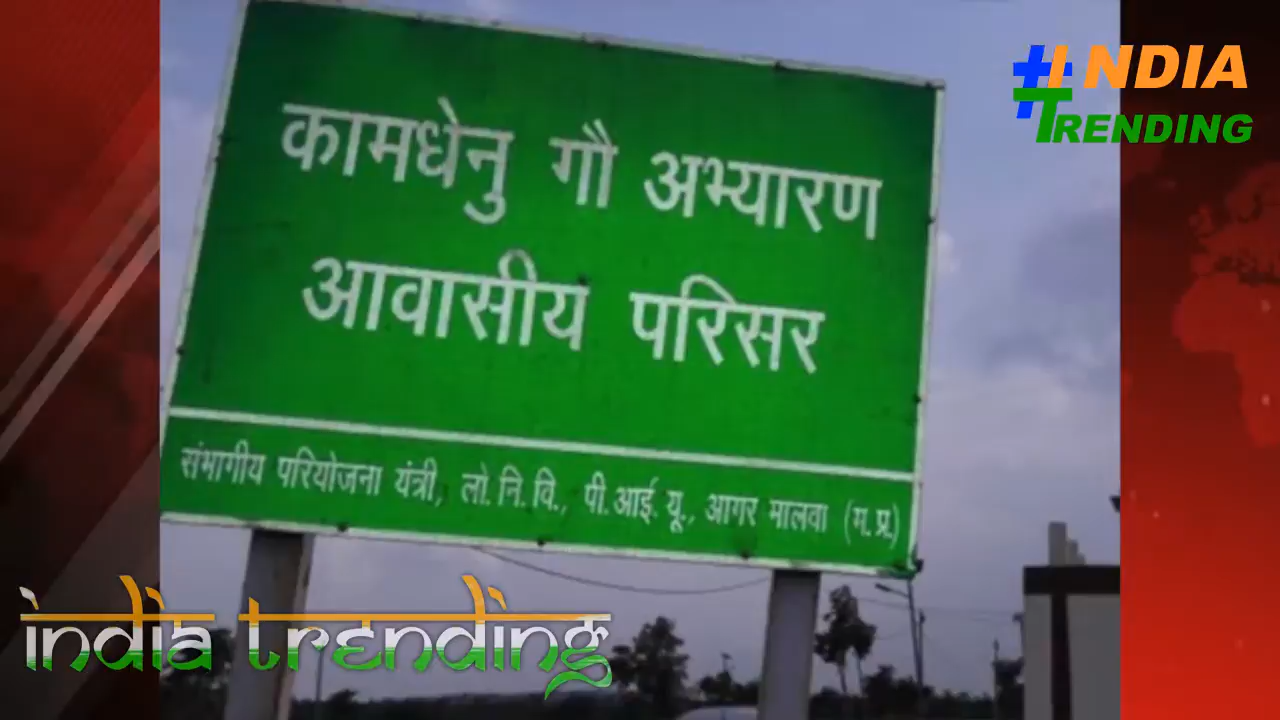 #INDIA
TRENDING
कामधेनु गौ अभ्यारण
आवासीय परिसर
संभागीय परियोजना यंत्री, लो. नि. वि., पी.आई. यू., आगर मालवा (म.प्र.)
india trending